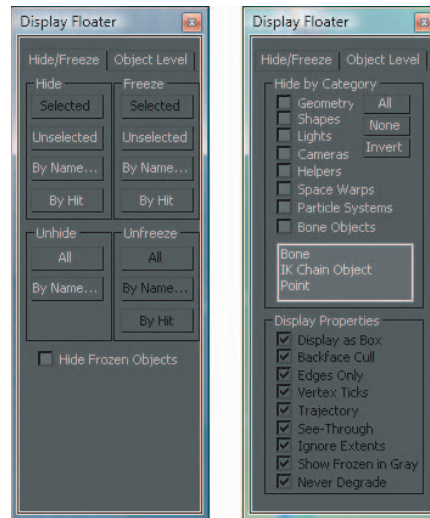 Display Floater
Hide/Freeze Object Level
Hide Freeze
Selected Selected
Unselected Unselected
By Name... By Name...
By Hit By Hit
Unhide Unfreeze
All All
By Name... By Name...
By Hit
Hide Frozen Objects
Display Floater
Hide/Freeze Object Level
Hide by Category
Geometry All
Shapes
Lights None
Cameras Invert
Helpers
Space Warps
Particle Systems
Bone Objects
Bone
IK Chain Object
Point
Display Properties
Display as Box
Backface Cull
Edges Only
Vertex Ticks
Trajectory
See-Through
Ignore Extents
Show Frozen in Gray
Never Degrade